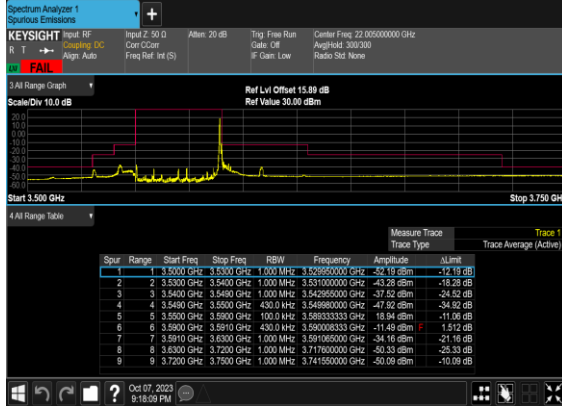 Spectrum Analyzer 1
Spurious Emissions
+
KEYSIGHT Input: RF Input Z: 50 Ω Atten: 20 dB Trig: Free Run Center Freq: 22.005000000 GHz
R T Coupling: DC Corr CCorr Gate: Off Avg|Hold: 300/300
Align: Auto Freq Ref: Int (S) IF Gain: Low Radio Std: None
FAIL
3 All Range Graph Ref Lvl Offset 15.89 dB
Scale/Div 10.0 dB Ref Value 30.00 dBm
20.0
10.0
0.00
-10.0
-20.0
-30.0
-40.0
-50.0
-60.0
Start 3.500 GHz Stop 3.750 GH
4 All Range Table
Measure Trace Trace 1
Trace Type Trace Average (Active)
Spur Range Start Freq Stop Freq RBW Frequency Amplitude ΔLimit
1 1 3.5000 GHz 3.5300 GHz 1.000 MHz 3.529950000 GHz -52.19 dBm -12.19 dB
2 2 3.5300 GHz 3.5400 GHz 1.000 MHz 3.531000000 GHz -43.28 dBm -18.28 dB
3 3 3.5400 GHz 3.5490 GHz 1.000 MHz 3.542955000 GHz -37.52 dBm -24.52 dB
4 4 3.5490 GHz 3.5500 GHz 430.0 kHz 3.549980000 GHz -47.92 dBm -34.92 dB
5 5 3.5500 GHz 3.5900 GHz 100.0 kHz 3.589333333 GHz 18.94 dBm -11.06 dB
6 6 3.5900 GHz 3.5910 GHz 430.0 kHz 3.590008333 GHz -11.49 dBm F 1.512 dB
7 7 3.5910 GHz 3.6300 GHz 1.000 MHz 3.591065000 GHz -34.16 dBm -21.16 dB
8 8 3.6300 GHz 3.7200 GHz 1.000 MHz 3.717600000 GHz -50.33 dBm -25.33 dB
9 9 3.7200 GHz 3.7500 GHz 1.000 MHz 3.741550000 GHz -50.09 dBm -10.09 dB
? Oct 07, 2023
9:18:09 PM